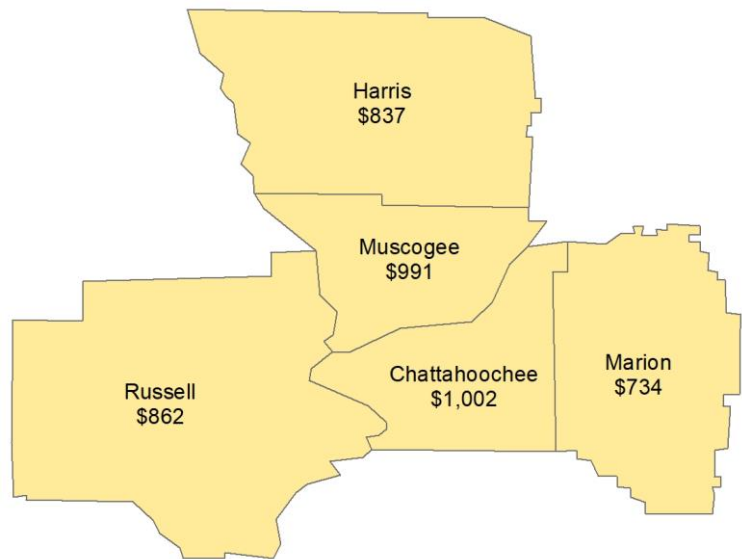 Harris
$837
Muscogee
$991
Russell
$862
Chattahoochee
$1,002
Marion
$734